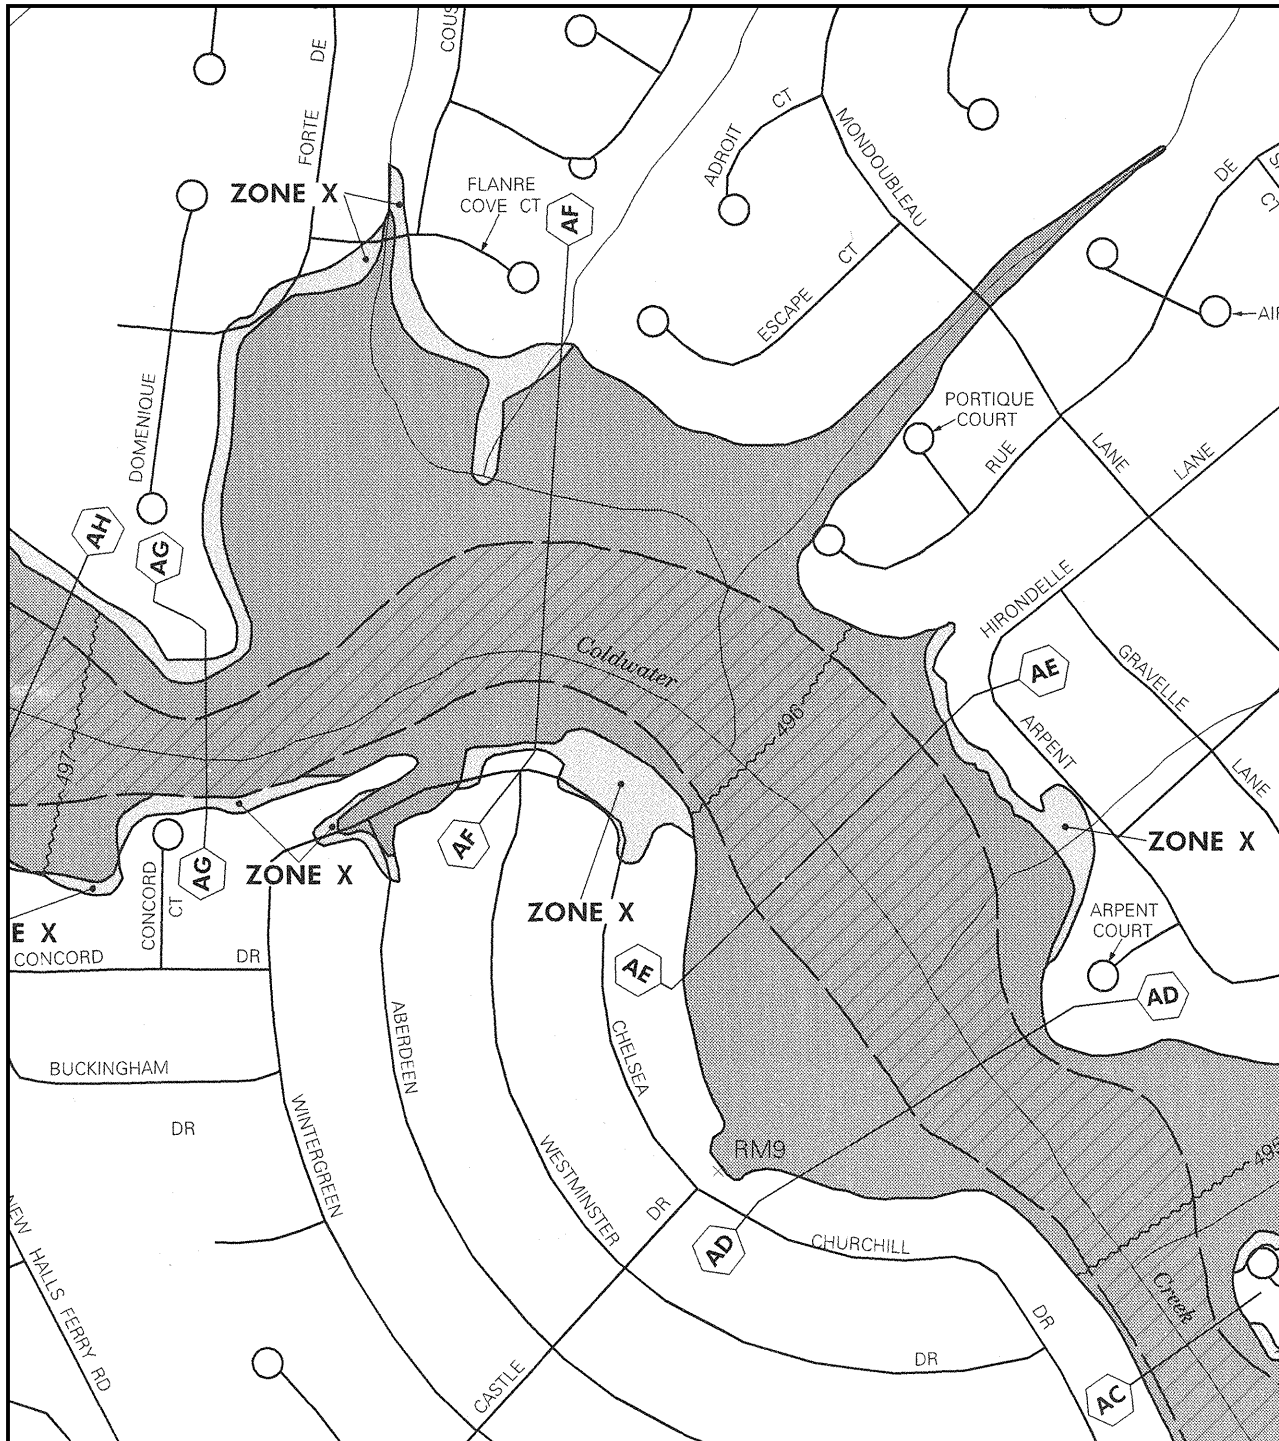 DE
COUS
FORTE
ADROIT CT
MONDOUBLEAU
DE
ZONE X
FLANRE
COVE CT
AF
CT
ESCAPE CT
AIR
DOMENIQUE
PORTIQUE
COURT
RUE
LANE
LANE
AH
AG
HIRONDELLE
Coldwater
AE
GRAVELLE
496
ARPENT
497
LANE
AF
ZONE X
AG
ZONE X
ZONE X
CONCORD
CT
ARPENT
COURT
E X
CONCORD
DR
AE
AD
ABERDEEN
CHELSEA
BUCKINGHAM
WINTERGREEN
DR
WESTMINSTER
RM9
495
DR
AD
CHURCHILL
NEW HALLS FERRY RD
Creek
DR
DR
CASTLE
AC